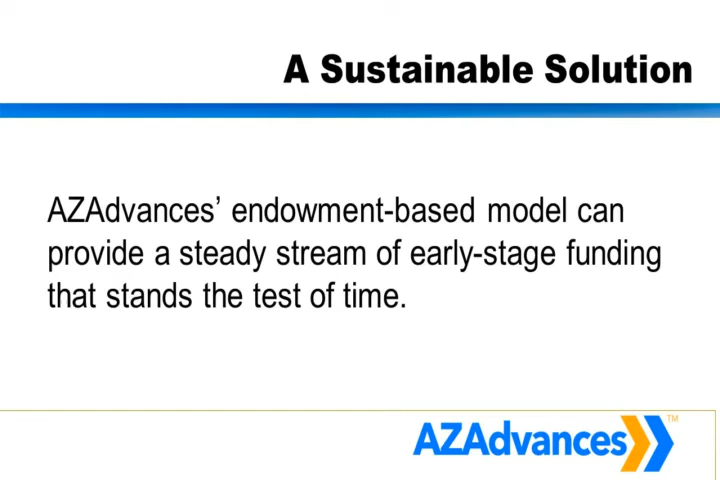 A Sustainable Solution
AZAdvances’ endowment-based model can
provide a steady stream of early-stage funding
that stands the test of time.
AZAdvances TM